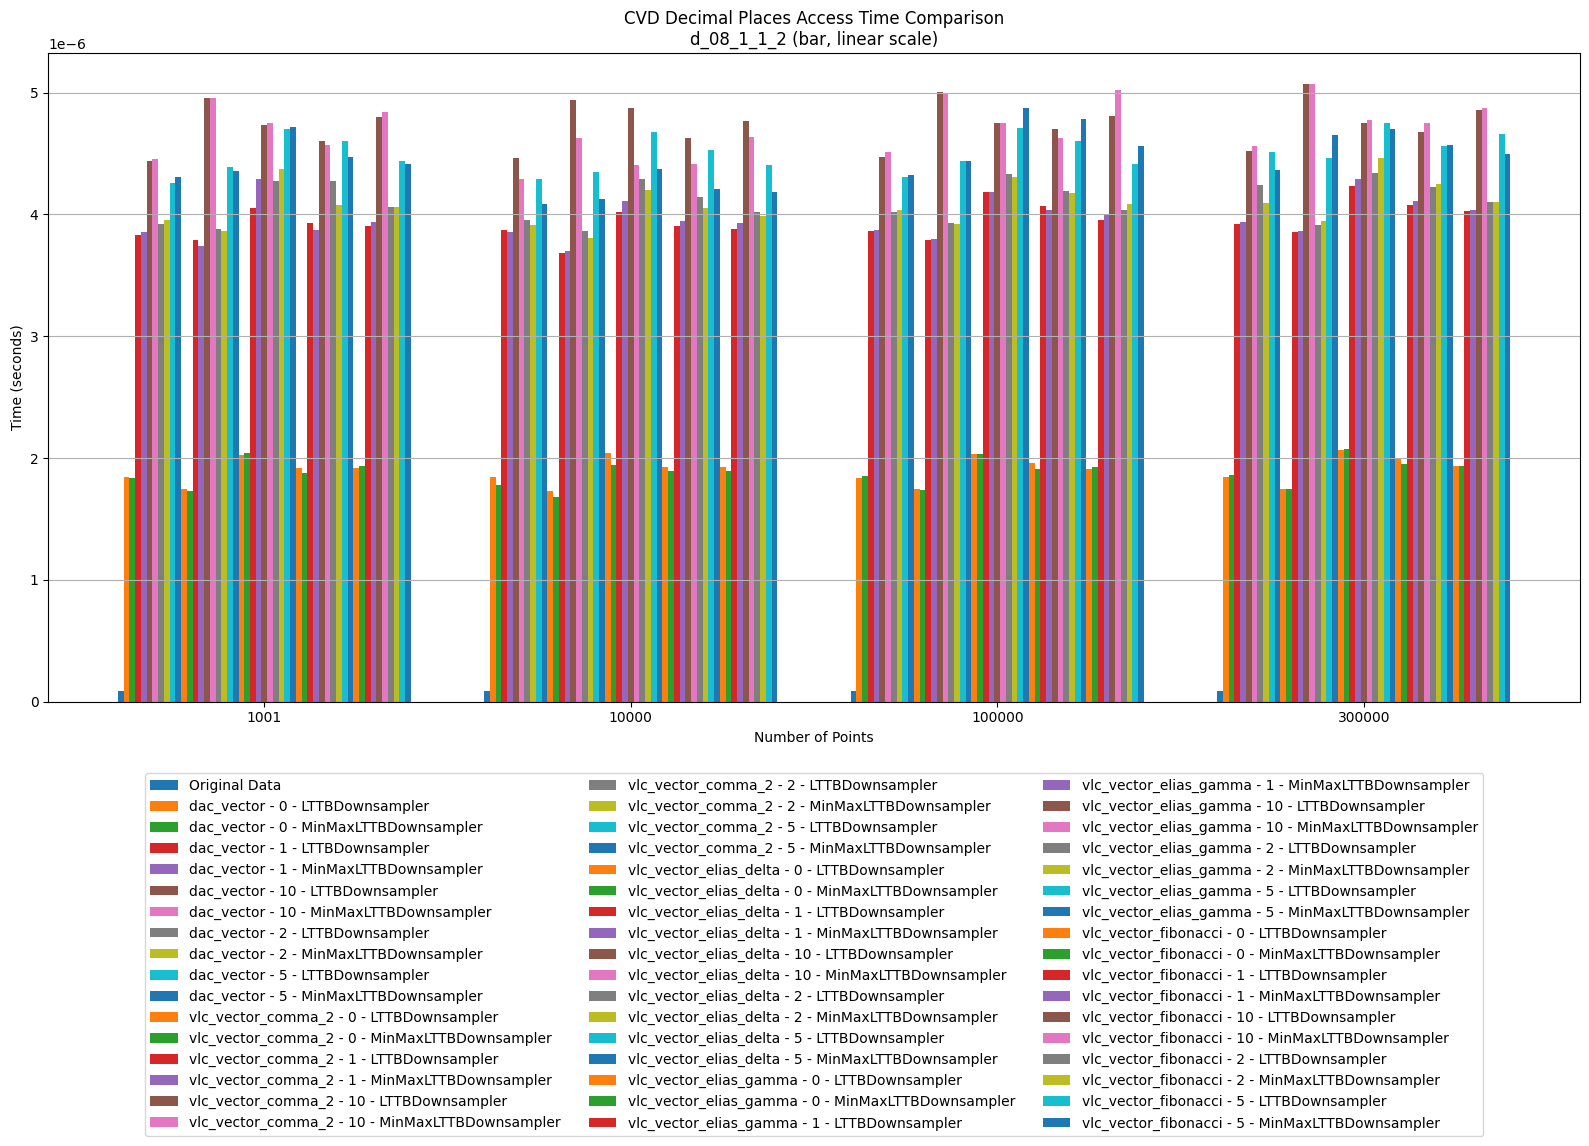 CVD Decimal Places Access Time Comparison
d_08_1_1_2 (bar, linear scale)
1e−6
5
4
3
2
1
0
Time (seconds)
1001 10000 100000 300000
Number of Points
Original Data
dac_vector - 0 - LTTBDownsampler
dac_vector - 0 - MinMaxLTTBDownsampler
dac_vector - 1 - LTTBDownsampler
dac_vector - 1 - MinMaxLTTBDownsampler
dac_vector - 10 - LTTBDownsampler
dac_vector - 10 - MinMaxLTTBDownsampler
dac_vector - 2 - LTTBDownsampler
dac_vector - 2 - MinMaxLTTBDownsampler
dac_vector - 5 - LTTBDownsampler
dac_vector - 5 - MinMaxLTTBDownsampler
vlc_vector_comma_2 - 0 - LTTBDownsampler
vlc_vector_comma_2 - 0 - MinMaxLTTBDownsampler
vlc_vector_comma_2 - 1 - LTTBDownsampler
vlc_vector_comma_2 - 1 - MinMaxLTTBDownsampler
vlc_vector_comma_2 - 10 - LTTBDownsampler
vlc_vector_comma_2 - 10 - MinMaxLTTBDownsampler
vlc_vector_comma_2 - 2 - LTTBDownsampler
vlc_vector_comma_2 - 2 - MinMaxLTTBDownsampler
vlc_vector_comma_2 - 5 - LTTBDownsampler
vlc_vector_comma_2 - 5 - MinMaxLTTBDownsampler
vlc_vector_elias_delta - 0 - LTTBDownsampler
vlc_vector_elias_delta - 0 - MinMaxLTTBDownsampler
vlc_vector_elias_delta - 1 - LTTBDownsampler
vlc_vector_elias_delta - 1 - MinMaxLTTBDownsampler
vlc_vector_elias_delta - 10 - LTTBDownsampler
vlc_vector_elias_delta - 10 - MinMaxLTTBDownsampler
vlc_vector_elias_delta - 2 - LTTBDownsampler
vlc_vector_elias_delta - 2 - MinMaxLTTBDownsampler
vlc_vector_elias_delta - 5 - LTTBDownsampler
vlc_vector_elias_delta - 5 - MinMaxLTTBDownsampler
vlc_vector_elias_gamma - 0 - LTTBDownsampler
vlc_vector_elias_gamma - 0 - MinMaxLTTBDownsampler
vlc_vector_elias_gamma - 1 - LTTBDownsampler
vlc_vector_elias_gamma - 1 - MinMaxLTTBDownsampler
vlc_vector_elias_gamma - 10 - LTTBDownsampler
vlc_vector_elias_gamma - 10 - MinMaxLTTBDownsampler
vlc_vector_elias_gamma - 2 - LTTBDownsampler
vlc_vector_elias_gamma - 2 - MinMaxLTTBDownsampler
vlc_vector_elias_gamma - 5 - LTTBDownsampler
vlc_vector_elias_gamma - 5 - MinMaxLTTBDownsampler
vlc_vector_fibonacci - 0 - LTTBDownsampler
vlc_vector_fibonacci - 0 - MinMaxLTTBDownsampler
vlc_vector_fibonacci - 1 - LTTBDownsampler
vlc_vector_fibonacci - 1 - MinMaxLTTBDownsampler
vlc_vector_fibonacci - 10 - LTTBDownsampler
vlc_vector_fibonacci - 10 - MinMaxLTTBDownsampler
vlc_vector_fibonacci - 2 - LTTBDownsampler
vlc_vector_fibonacci - 2 - MinMaxLTTBDownsampler
vlc_vector_fibonacci - 5 - LTTBDownsampler
vlc_vector_fibonacci - 5 - MinMaxLTTBDownsampler